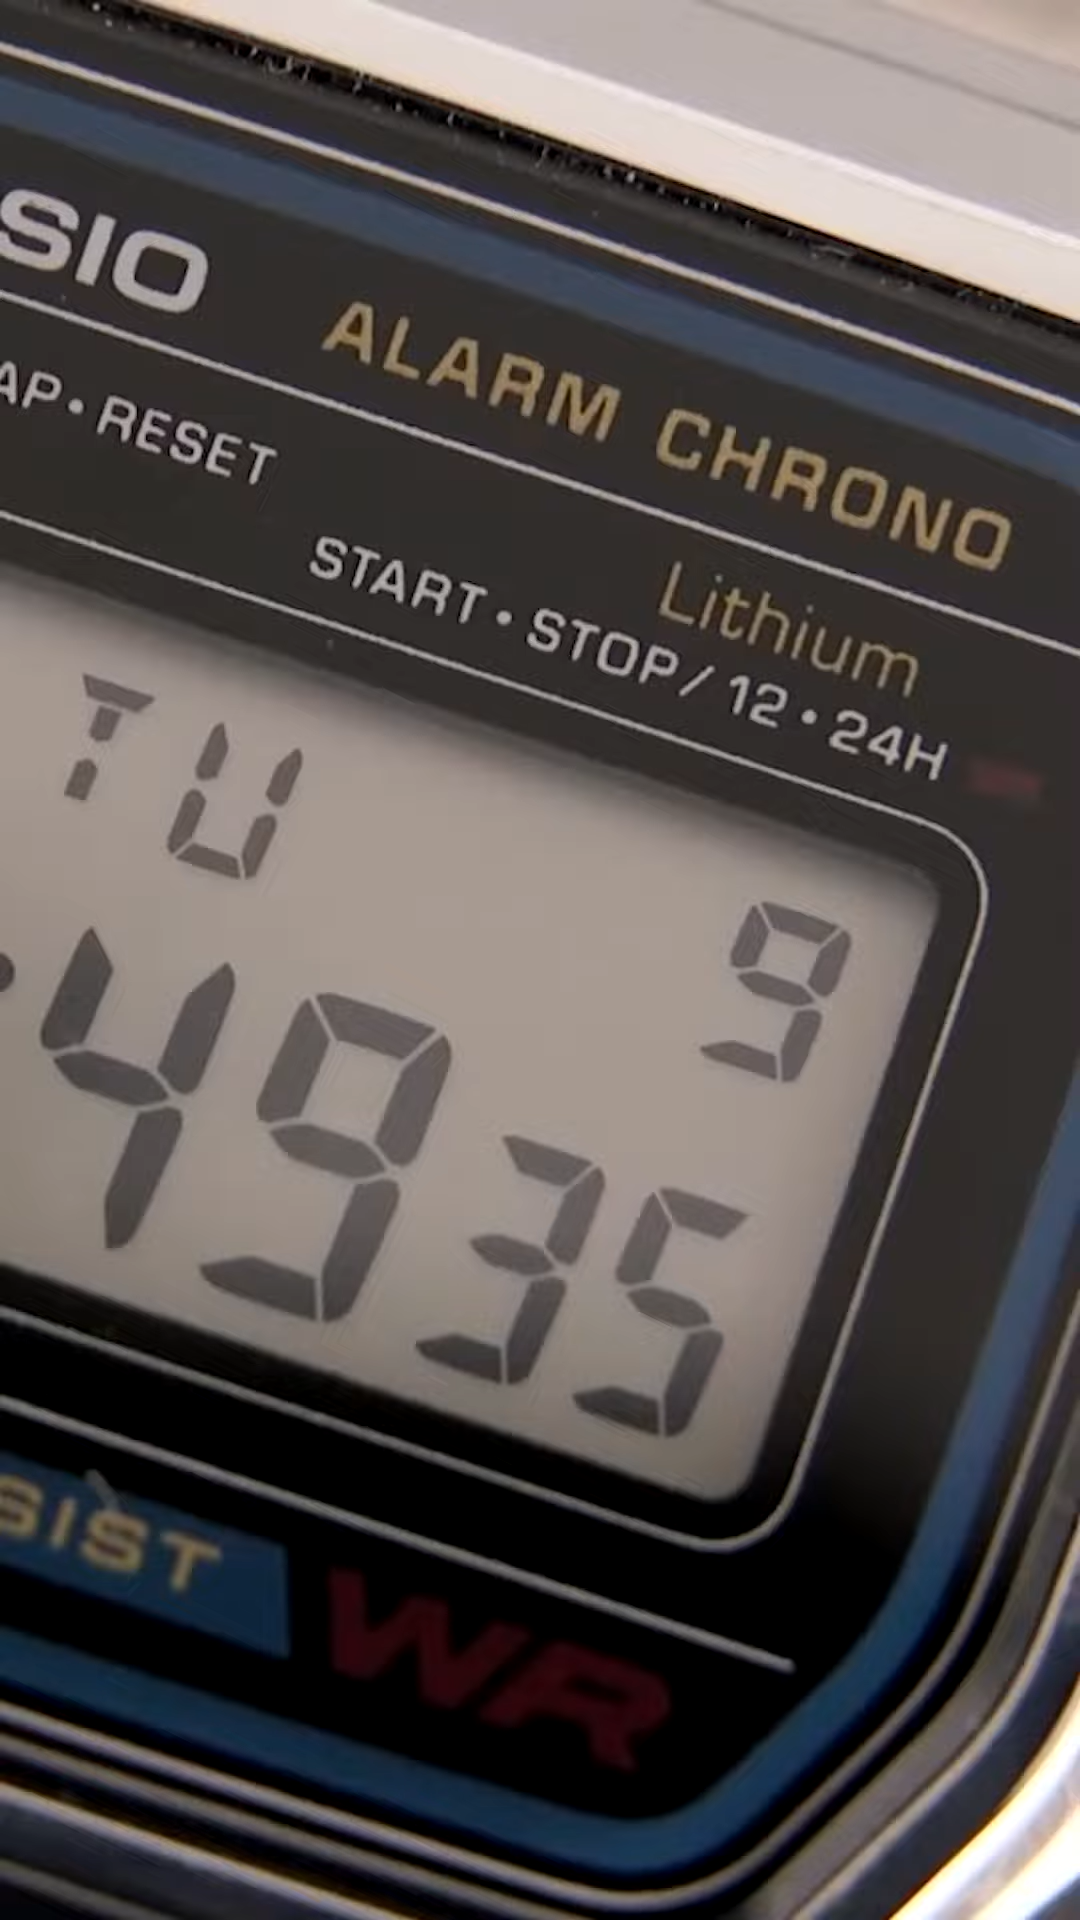 SIO ALARM CHRONO
AP•RESET
Lithium
START•STOP/12•24H
TU 9
:49 35
SIST WR